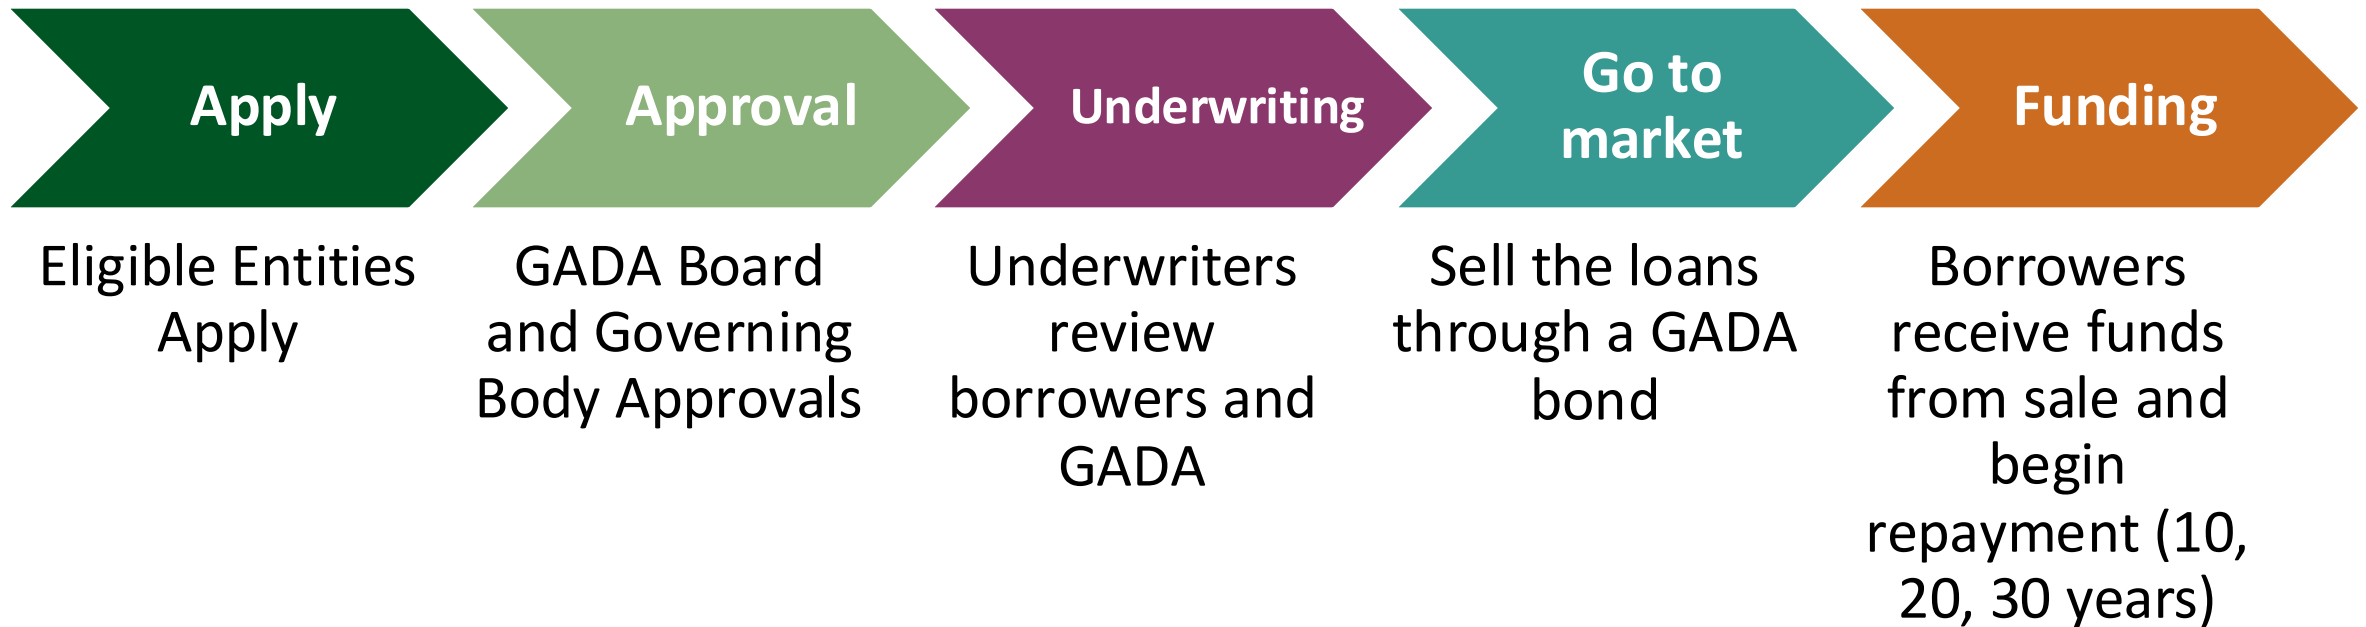 Apply
Eligible Entities
Apply
Approval
GADA Board
and Governing
Body Approvals
Underwriting
Underwriters
review
borrowers and
GADA
Go to
market
Sell the loans
through a GADA
bond
Funding
Borrowers
receive funds
from sale and
begin
repayment (10,
20, 30 years)